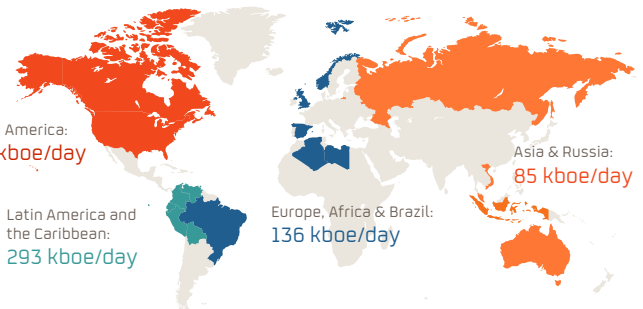 America:
kboe/day
Asia & Russia:
85 kboe/day
Latin America and
the Caribbean:
293 kboe/day
Europe, Africa & Brazil:
136 kboe/day